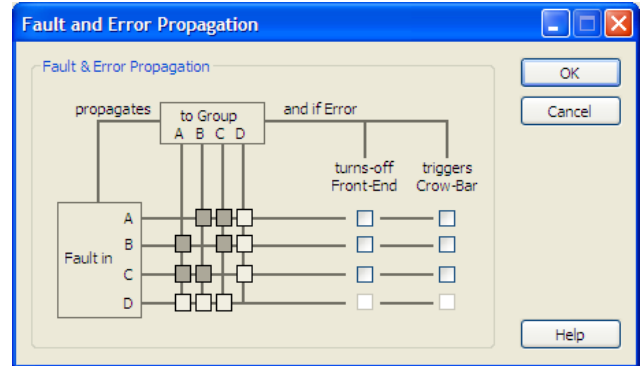 Fault and Error Propagation
Fault & Error Propagation
OK
propagates to Group and if Error
Cancel
A B C D
turns-off triggers
Front-End Crow-Bar
A
B
Fault in
C
D
Help